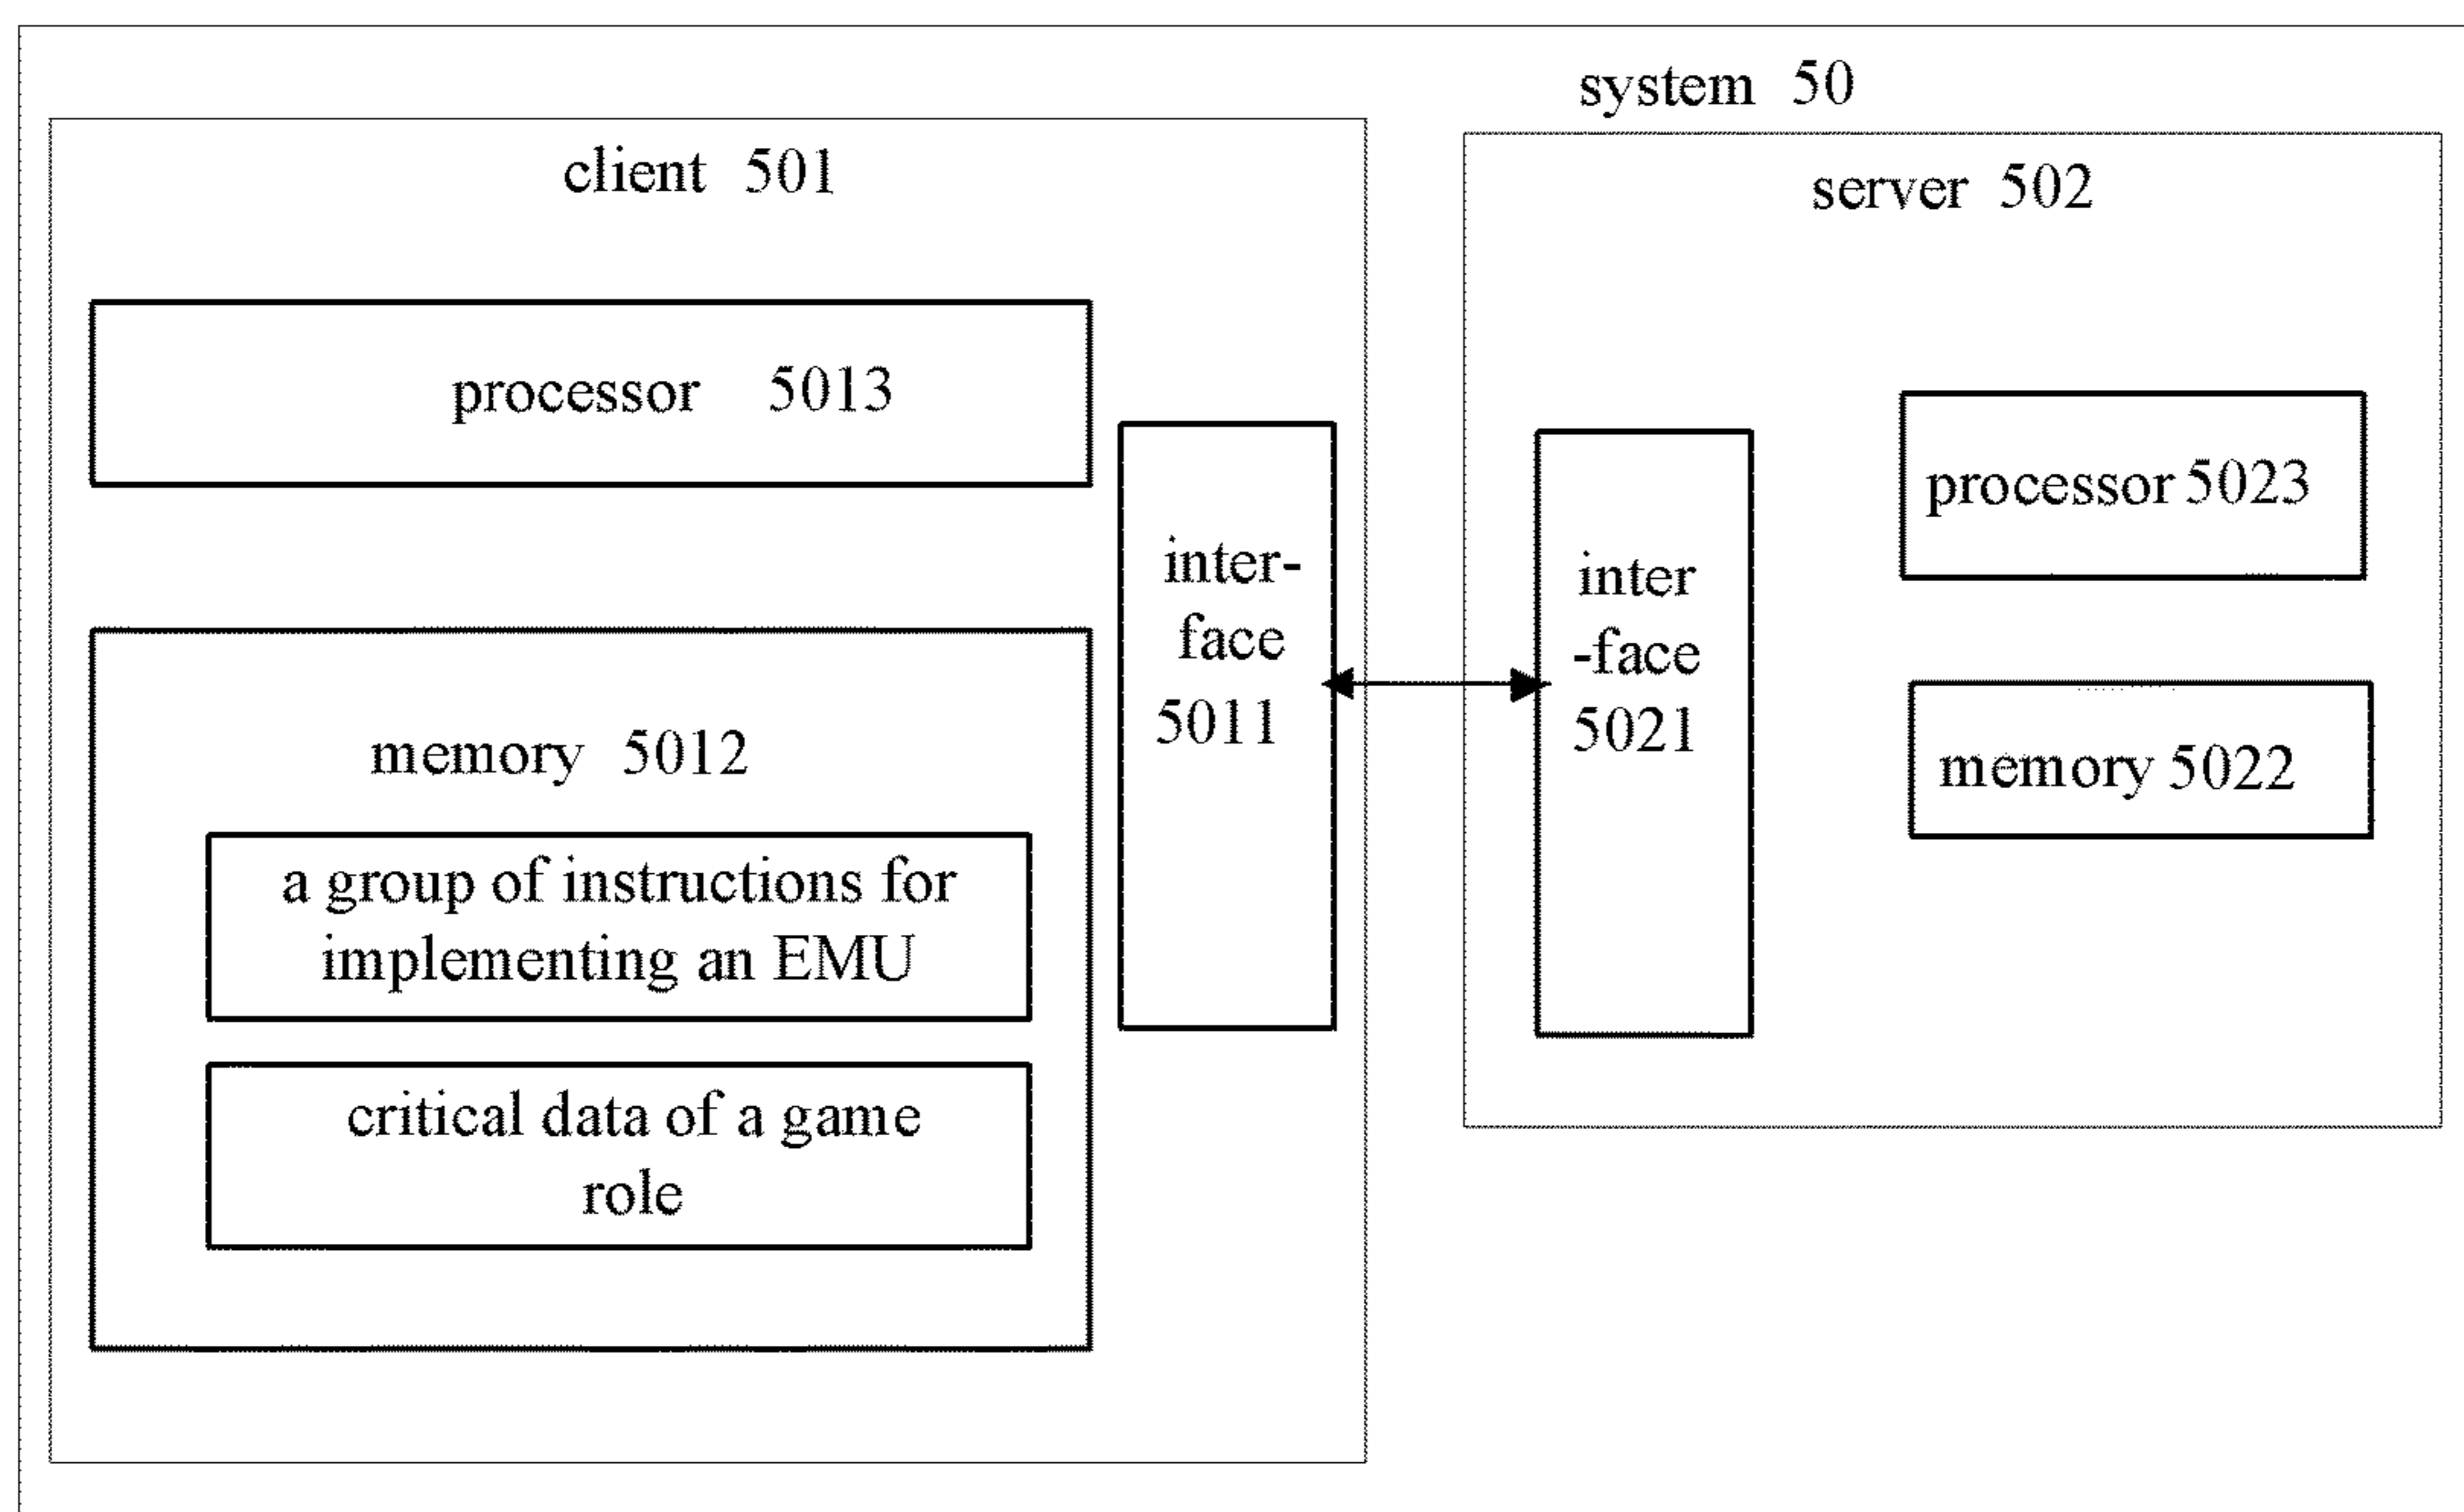 system 50
client 501
processor 5013
inter-
face
5011
memory 5012
a group of instructions for
implementing an EMU
critical data of a game
role
server 502
inter
-face
5021
processor 5023
memory 5022